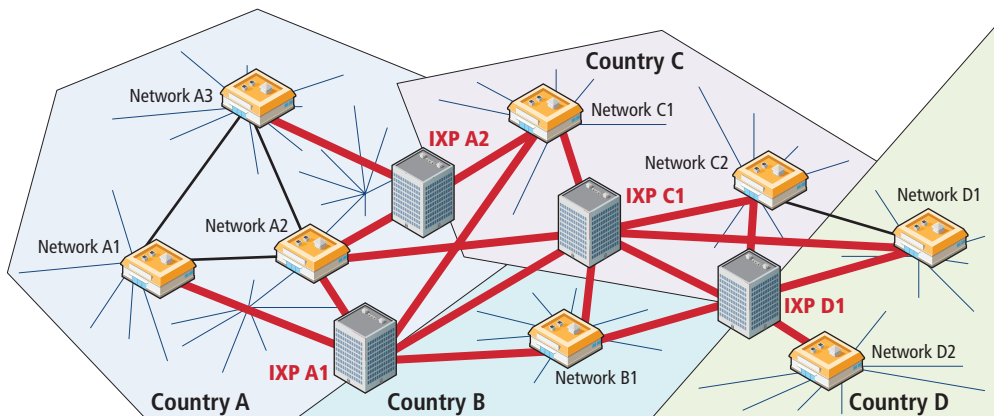 Country C
Network A3
Network C1
IXP A2
Network C2
IXP C1
Network D1
Network A2
Network A1
IXP D1
IXP A1
Network D2
Network B1
Country A
Country B
Country D